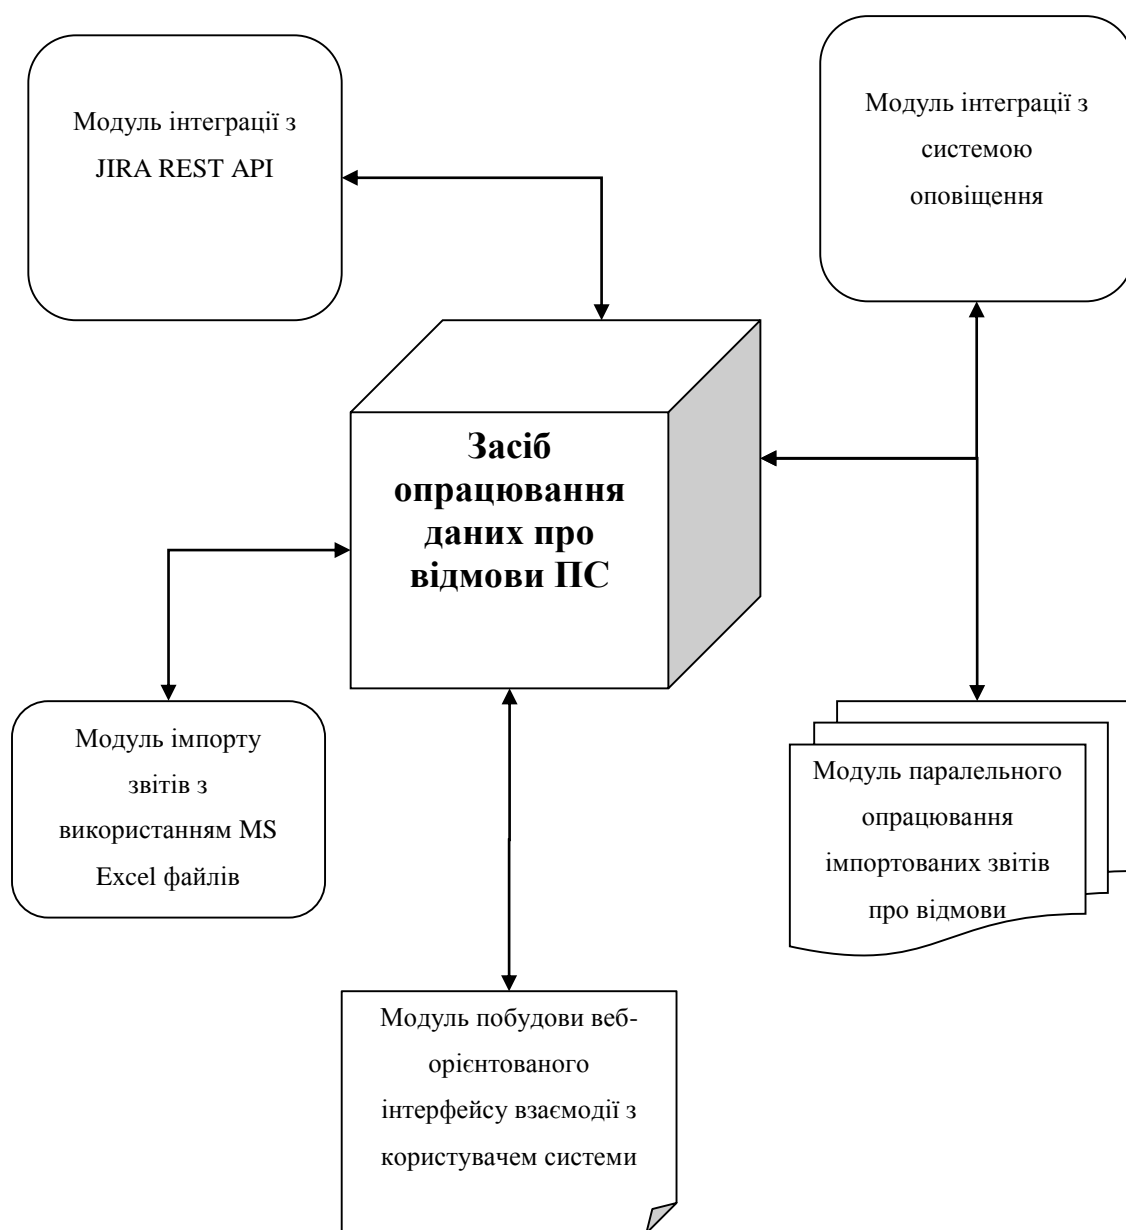 Модуль інтеграції з
JIRA REST API
Модуль інтеграції з
системою
оповіщення
Засіб
опрацювання
даних про
відмови ПС
Модуль імпорту
звітів з
використанням MS
Excel файлів
Модуль паралельного
опрацювання
імпортованих звітів
про відмови
Модуль побудови веб-
орієнтованого
інтерфейсу взаємодії з
користувачем системи